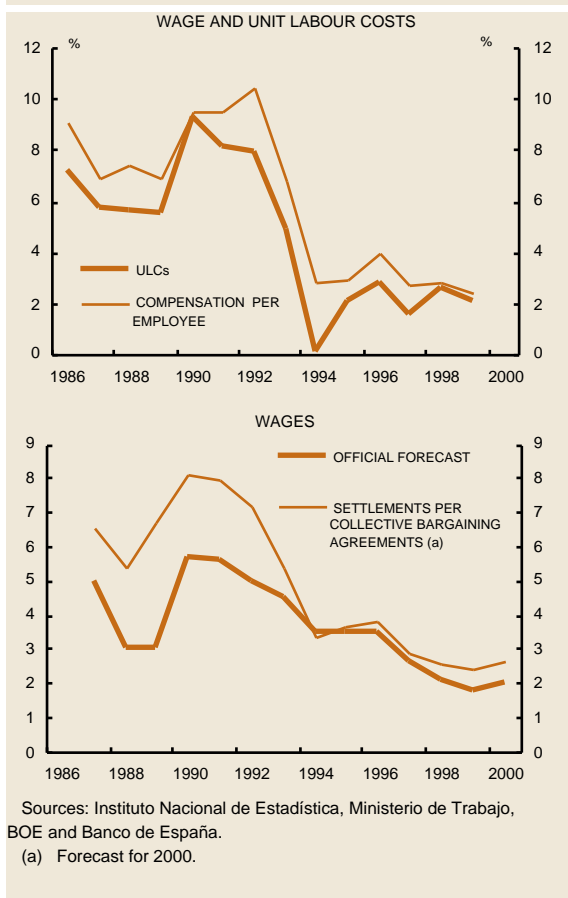 WAGE AND UNIT LABOUR COSTS
% %
12 12
10 10
8 8
6 6
4 4
ULCs
COMPENSATION PER
EMPLOYEE
2 2
0 0
1986 1988 1990 1992 1994 1996 1998 2000
WAGES
9 9
OFFICIAL FORECAST
8 8
7 7
SETTLEMENTS PER
COLLECTIVE BARGAINING
AGREEMENTS (a)
6 6
5 5
4 4
3 3
2 2
1 1
0 0
1986 1988 1990 1992 1994 1996 1998 2000
Sources: Instituto Nacional de Estadística, Ministerio de Trabajo,
BOE and Banco de España.
(a) Forecast for 2000.